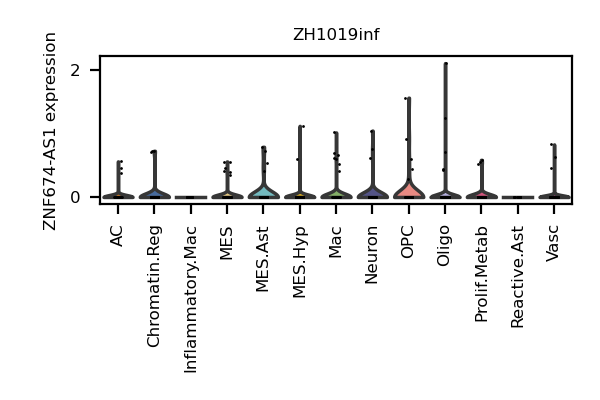 ZH1019inf
ZNF674-AS1 expression
2
0
AC
Chromatin.Reg
Inflammatory.Mac
MES
MES.Ast
MES.Hyp
Mac
Neuron
OPC
Oligo
Prolif.Metab
Reactive.Ast
Vasc